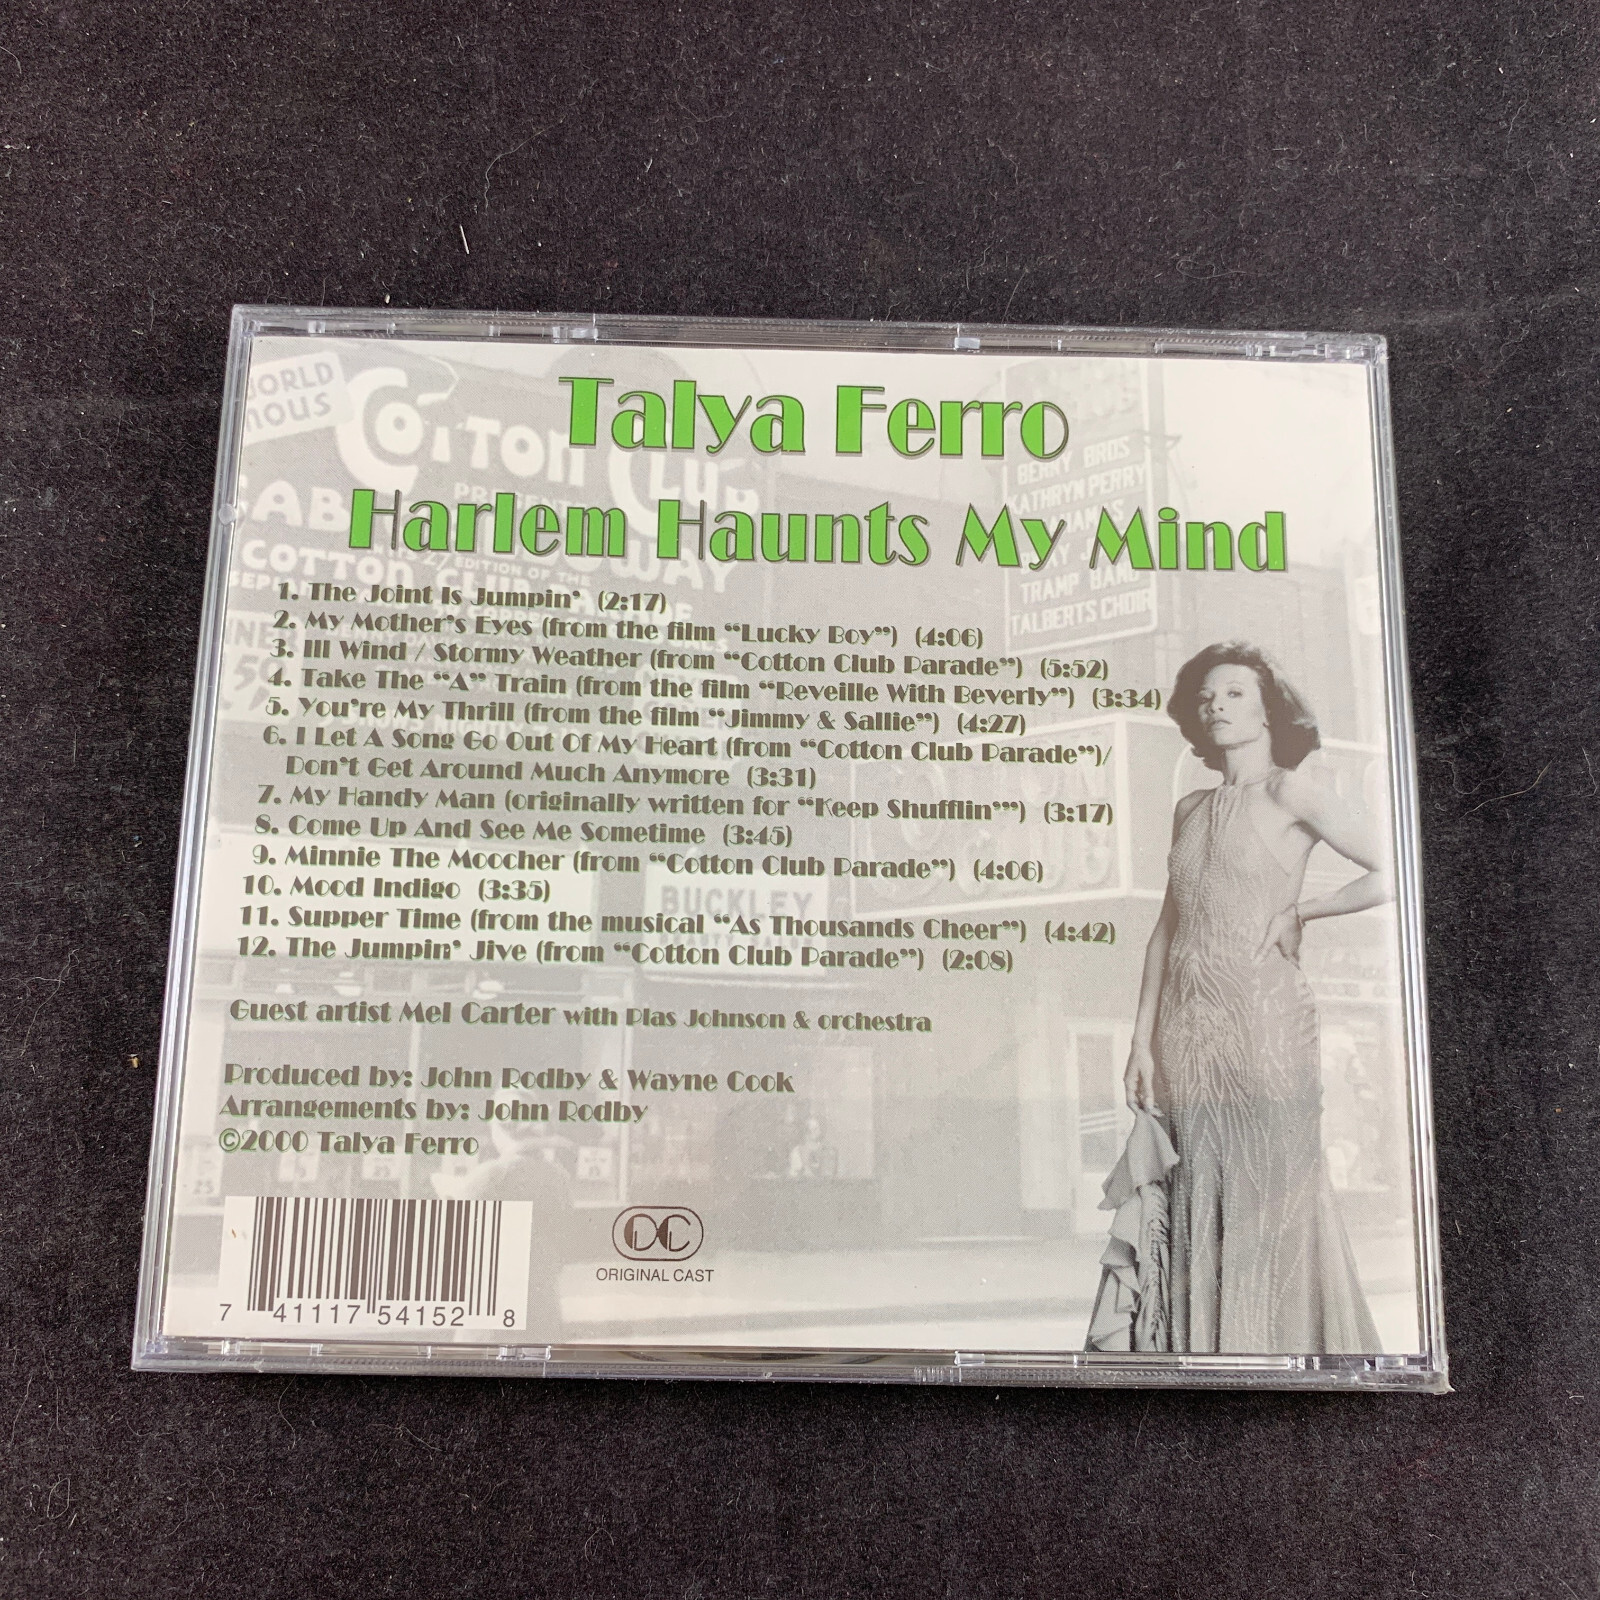 Talya Ferro
Harlem Haunts My Mind
1. The Joint Is Jumpin' (2:17)
2. My Mother's Eyes (from the film "Lucky Boy") (4:06)
3. Ill Wind / Stormy Weather (from "Cotton Club Parade") (5:52)
4. Take The "A" Train (from the film "Reveille With Beverly") (3:34)
5. You're My Thrill (from the film "Jimmy & Sallie") (4:27)
6. I Let A Song Go Out Of My Heart (from "Cotton Club Parade")/
Don't Get Around Much Anymore (3:31)
7. My Handy Man (originally written for "Keep Shufflin'") (3:17)
8. Come Up And See Me Sometime (3:45)
9. Minnie The Moocher (from "Cotton Club Parade") (4:06)
10. Mood Indigo (3:35)
11. Supper Time (from the musical "As Thousands Cheer") (4:42)
12. The Jumpin' Jive (from "Cotton Club Parade") (2:08)
Guest artist Mel Carter with Plas Johnson & orchestra
Produced by: John Rodby & Wayne Cook
Arrangements by: John Rodby
©2000 Talya Ferro
7 41117 54152 8
OC
ORIGINAL CAST
COTTON CLUB
EDITION OF THE
COTTON CLUB
BERRY BROS
KATHRYN PERRY
TRAMP BAND
TALBERTS CHOIR
BUCKLEY